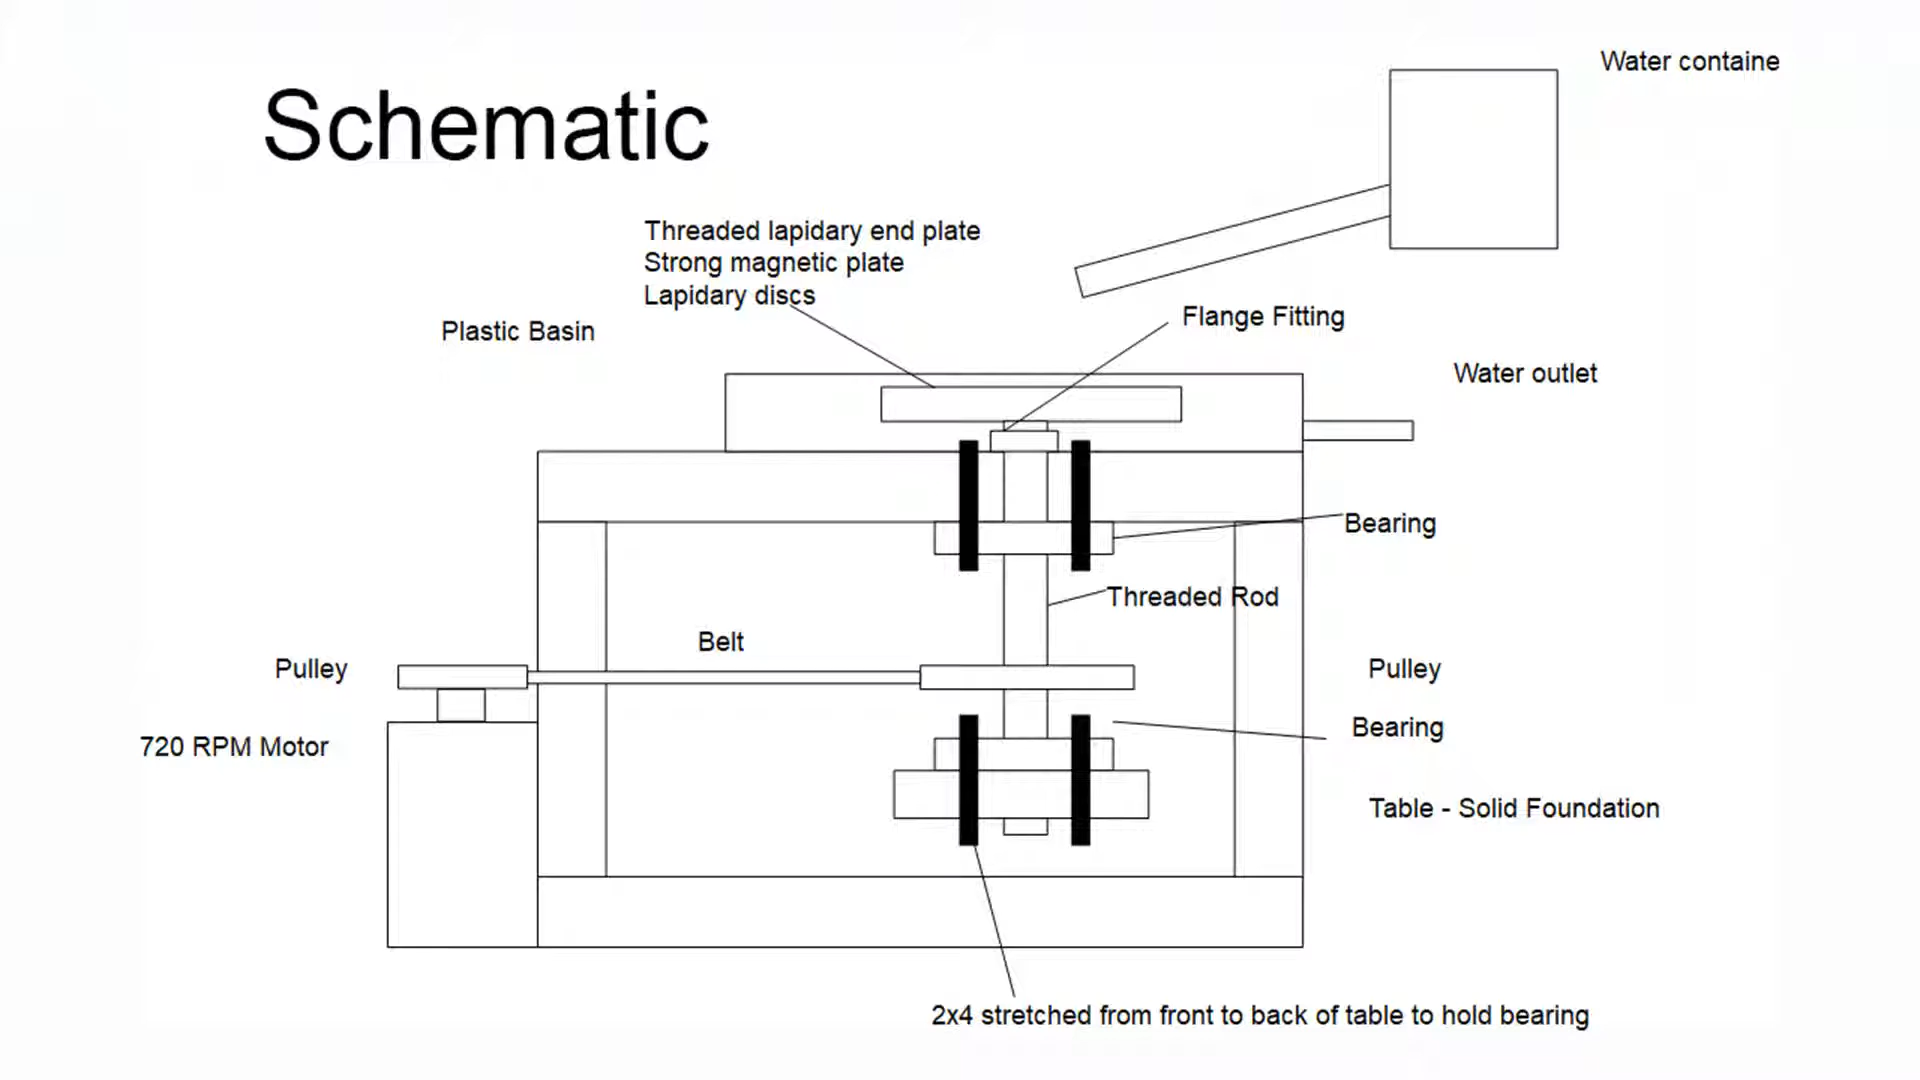 Water containe
Schematic
Threaded lapidary end plate
Strong magnetic plate
Lapidary discs
Plastic Basin
Flange Fitting
Water outlet
Bearing
Threaded Rod
Belt
Pulley
Pulley
720 RPM Motor
Bearing
Table - Solid Foundation
2x4 stretched from front to back of table to hold bearing